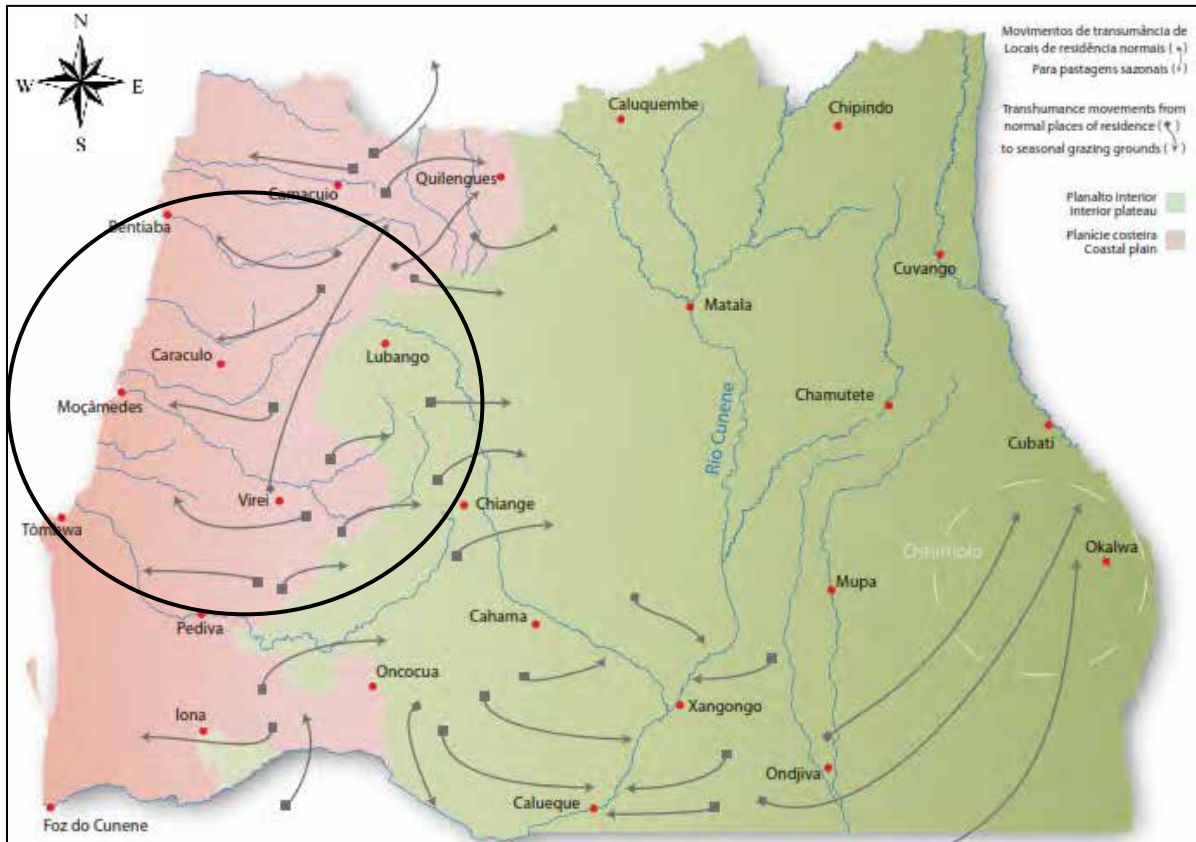 N
W E
S
Movimentos de transumância de
Locais de residência normais ( )
Para pastagens sazonais ( )
Transhumance movements from
normal places of residence ( )
to seasonal grazing grounds ( )
Planalto interior
Interior plateau
Planície costeira
Coastal plain
Caluquembe
Chipindo
Quilengues
Camacuio
Bentiaba
Cuvango
Matala
Lubango
Caraculo
Moçâmedes
Rio Cunene
Chamutete
Cubati
Virei
Chiange
Tômbwa
Oshimolo
Okalwa
Mupa
Pediva
Cahama
Oncocua
Iona
Xangongo
Ondjiva
Calueque
Foz do Cunene